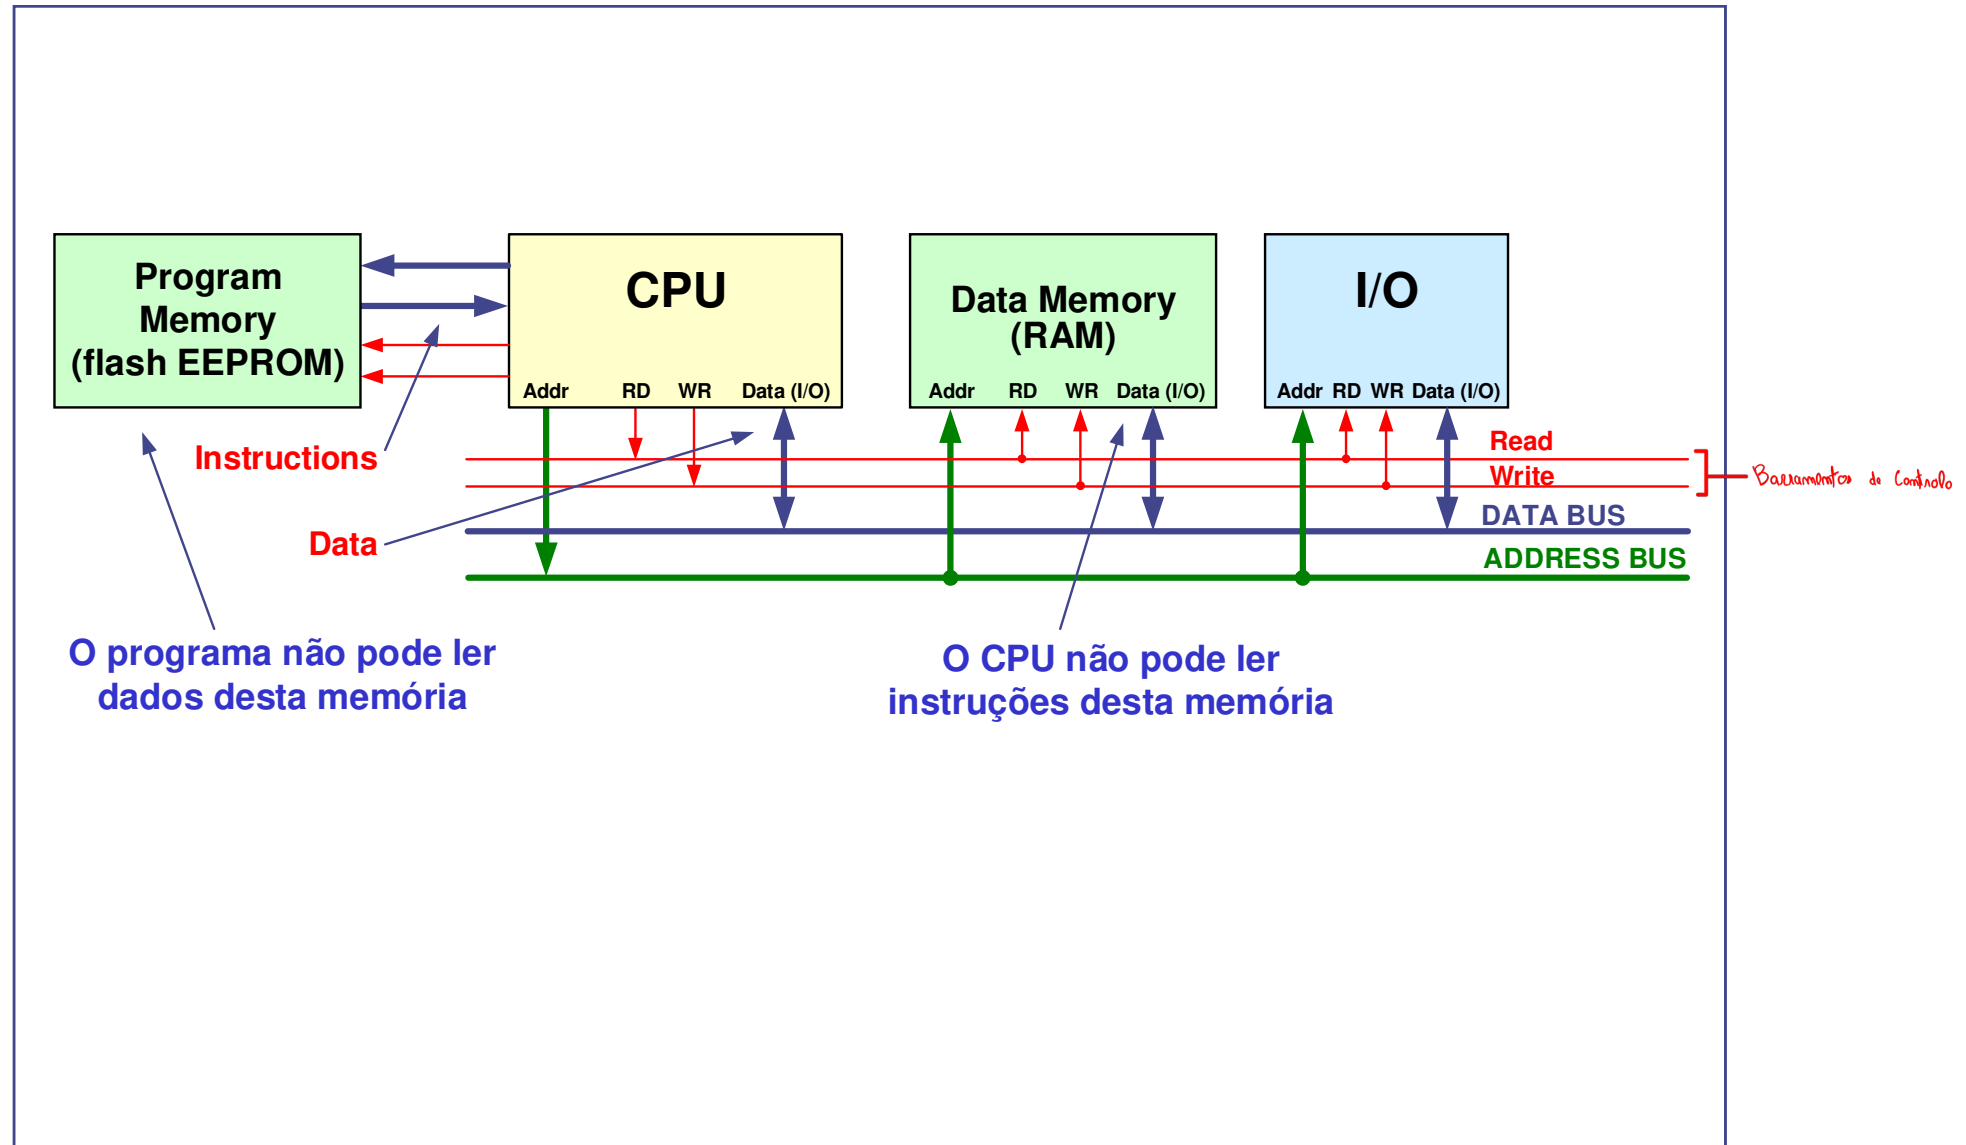 Program
Memory
(flash EEPROM)
CPU
Addr RD WR Data (I/O)
Data Memory
(RAM)
Addr RD WR Data (I/O)
I/O
Addr RD WR Data (I/O)
Instructions
Data
Read
Write
DATA BUS
ADDRESS BUS
Barramentos de Controlo
O programa não pode ler
dados desta memória
O CPU não pode ler
instruções desta memória